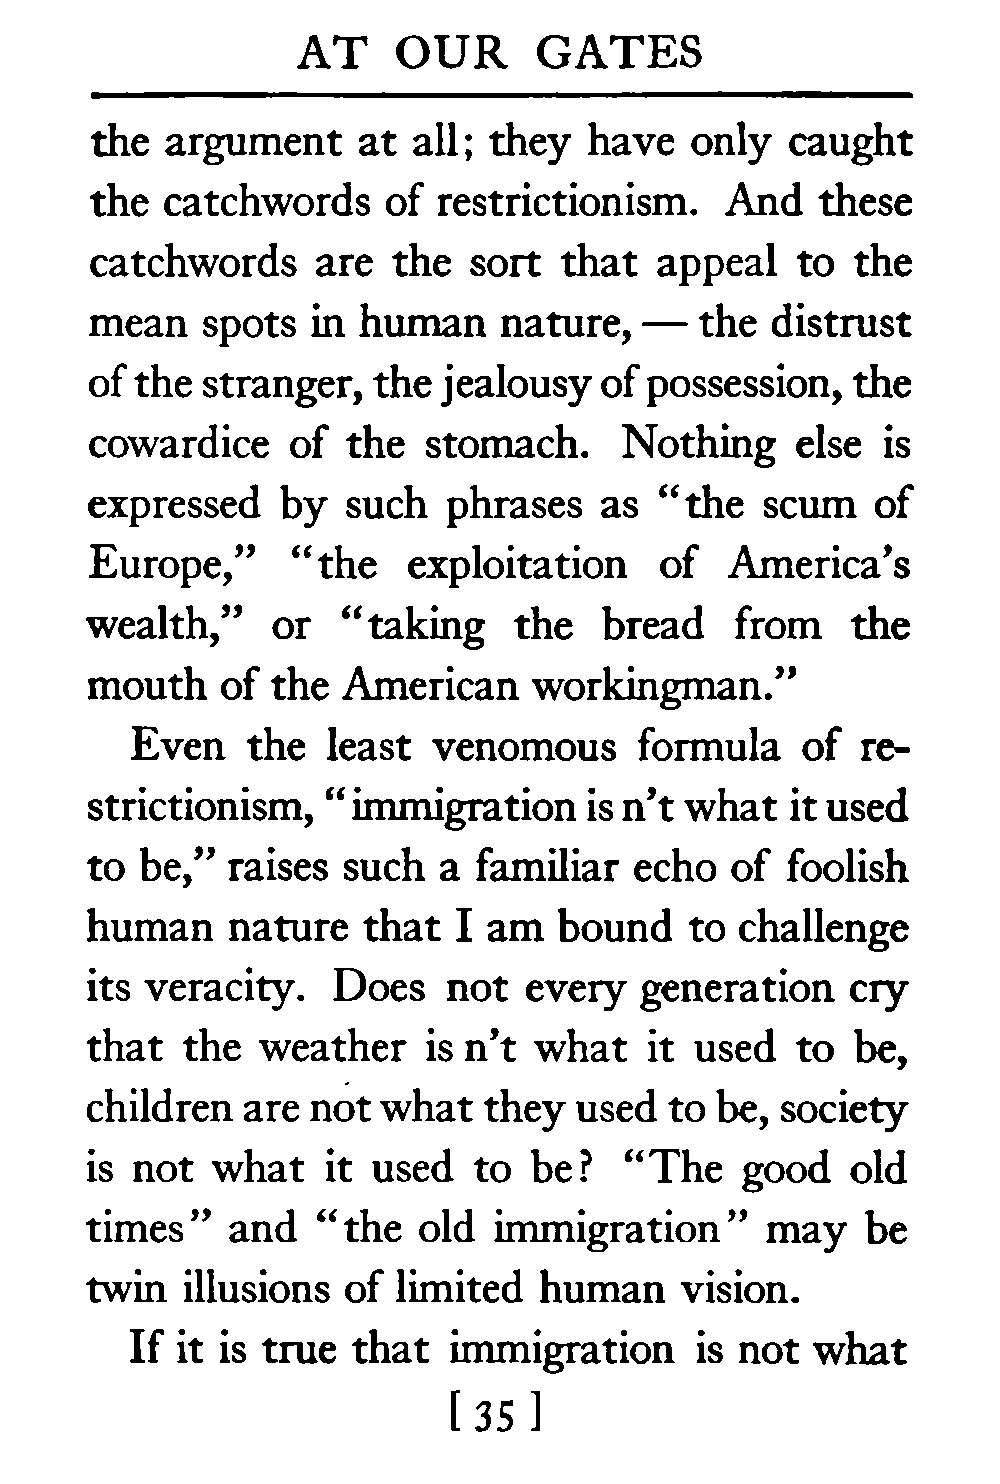 AT OUR GATES
the argument at all; they have only caught
the catchwords of restrictionism. And these
catchwords are the sort that appeal to the
mean spots in human nature, — the distrust
of the stranger, the jealousy of possession, the
cowardice of the stomach. Nothing else is
expressed by such phrases as “the scum of
Europe,” “the exploitation of America’s
wealth,” or “taking the bread from the
mouth of the American workingman.”
Even the least venomous formula of re-
strictionism, “immigration is n’t what it used
to be,” raises such a familiar echo of foolish
human nature that I am bound to challenge
its veracity. Does not every generation cry
that the weather is n’t what it used to be,
children are not what they used to be, society
is not what it used to be? “The good old
times” and “the old immigration” may be
twin illusions of limited human vision.
If it is true that immigration is not what
[ 35 ]